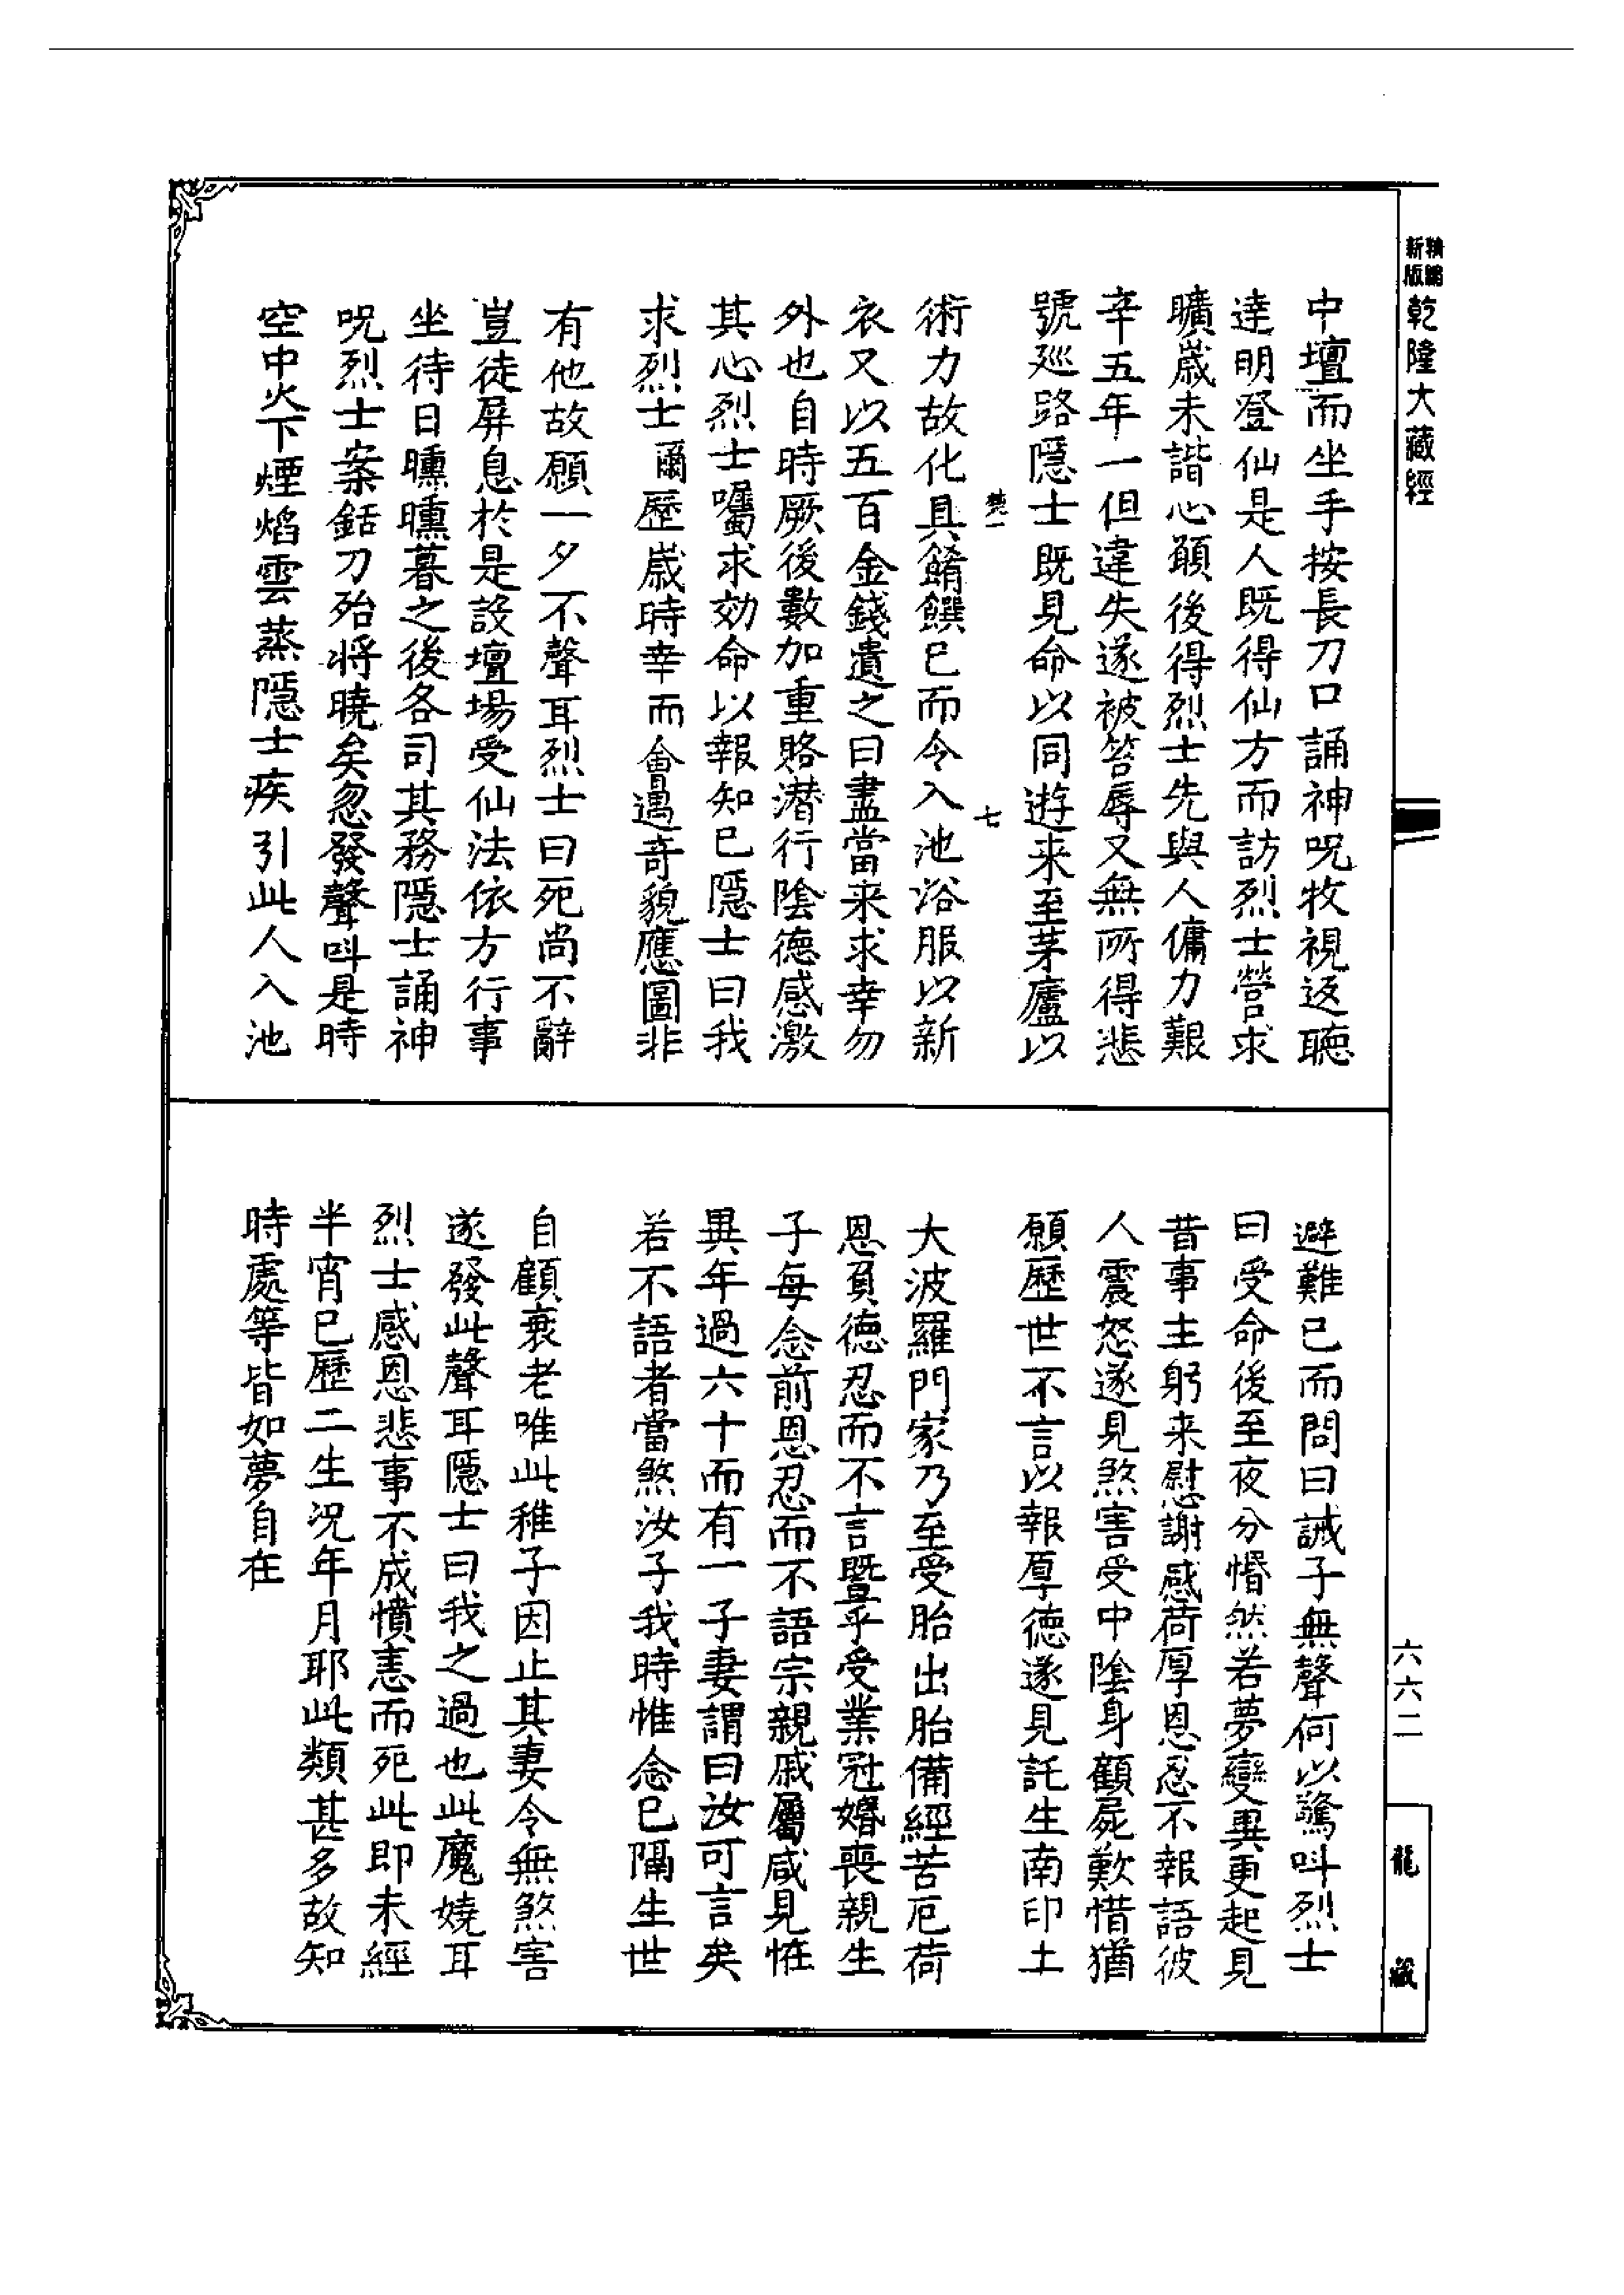 精編
新版
乾隆大藏經
中壇而坐手按長刀口誦神呪收視返聽
達明登仙是人既得仙方而訪烈士營求
曠歲未諧心願後得烈士先與人傭力艱
辛五年一但違失遂被笞辱又無所得悲
號巡路隱士既見命以同遊来至茅廬以
楚一
七
術力故化具餚饌已而令入池浴服以新
衣又以五百金錢遺之曰盡當来求幸勿
外也自時厥後數加重賂潜行陰德感激
其心烈士囑求効命以報知已隱士曰我
求烈士彌歷歲時幸而會遇奇貌應圖非
有他故願一夕不聲耳烈士曰死尚不辭
豈徒屏息於是設壇場受仙法依方行事
坐待日曛曛暮之後各司其務隱士誦神
呪烈士案銛刀殆將曉矣忽發聲呌是時
空中火下煙焰雲蒸隱士疾引此人入池
避難已而問曰誡子無聲何以驚呌烈士
曰受命後至夜分惛然若夢變異更起見
昔事主躬来慰謝感荷厚恩忍不報語彼
人震怒遂見煞害受中陰身顧屍歎惜猶
願歷世不言以報厚德遂見託生南印土
大波羅門家乃至受胎出胎備經苦厄荷
恩負德忍而不言暨乎受業冠婚喪親生
子每念前恩忍而不語宗親戚屬咸見恠
異年過六十而有一子妻謂曰汝可言矣
若不語者當煞汝子我時惟念已隔生世
自顧衰老唯此稚子因止其妻令無煞害
遂發此聲耳隱士曰我之過也此魔嬈耳
烈士感恩悲事不成憤恚而死此即未經
半宵已歷二生況年月耶此類甚多故知
時處等皆如夢自在
六六二
龍藏